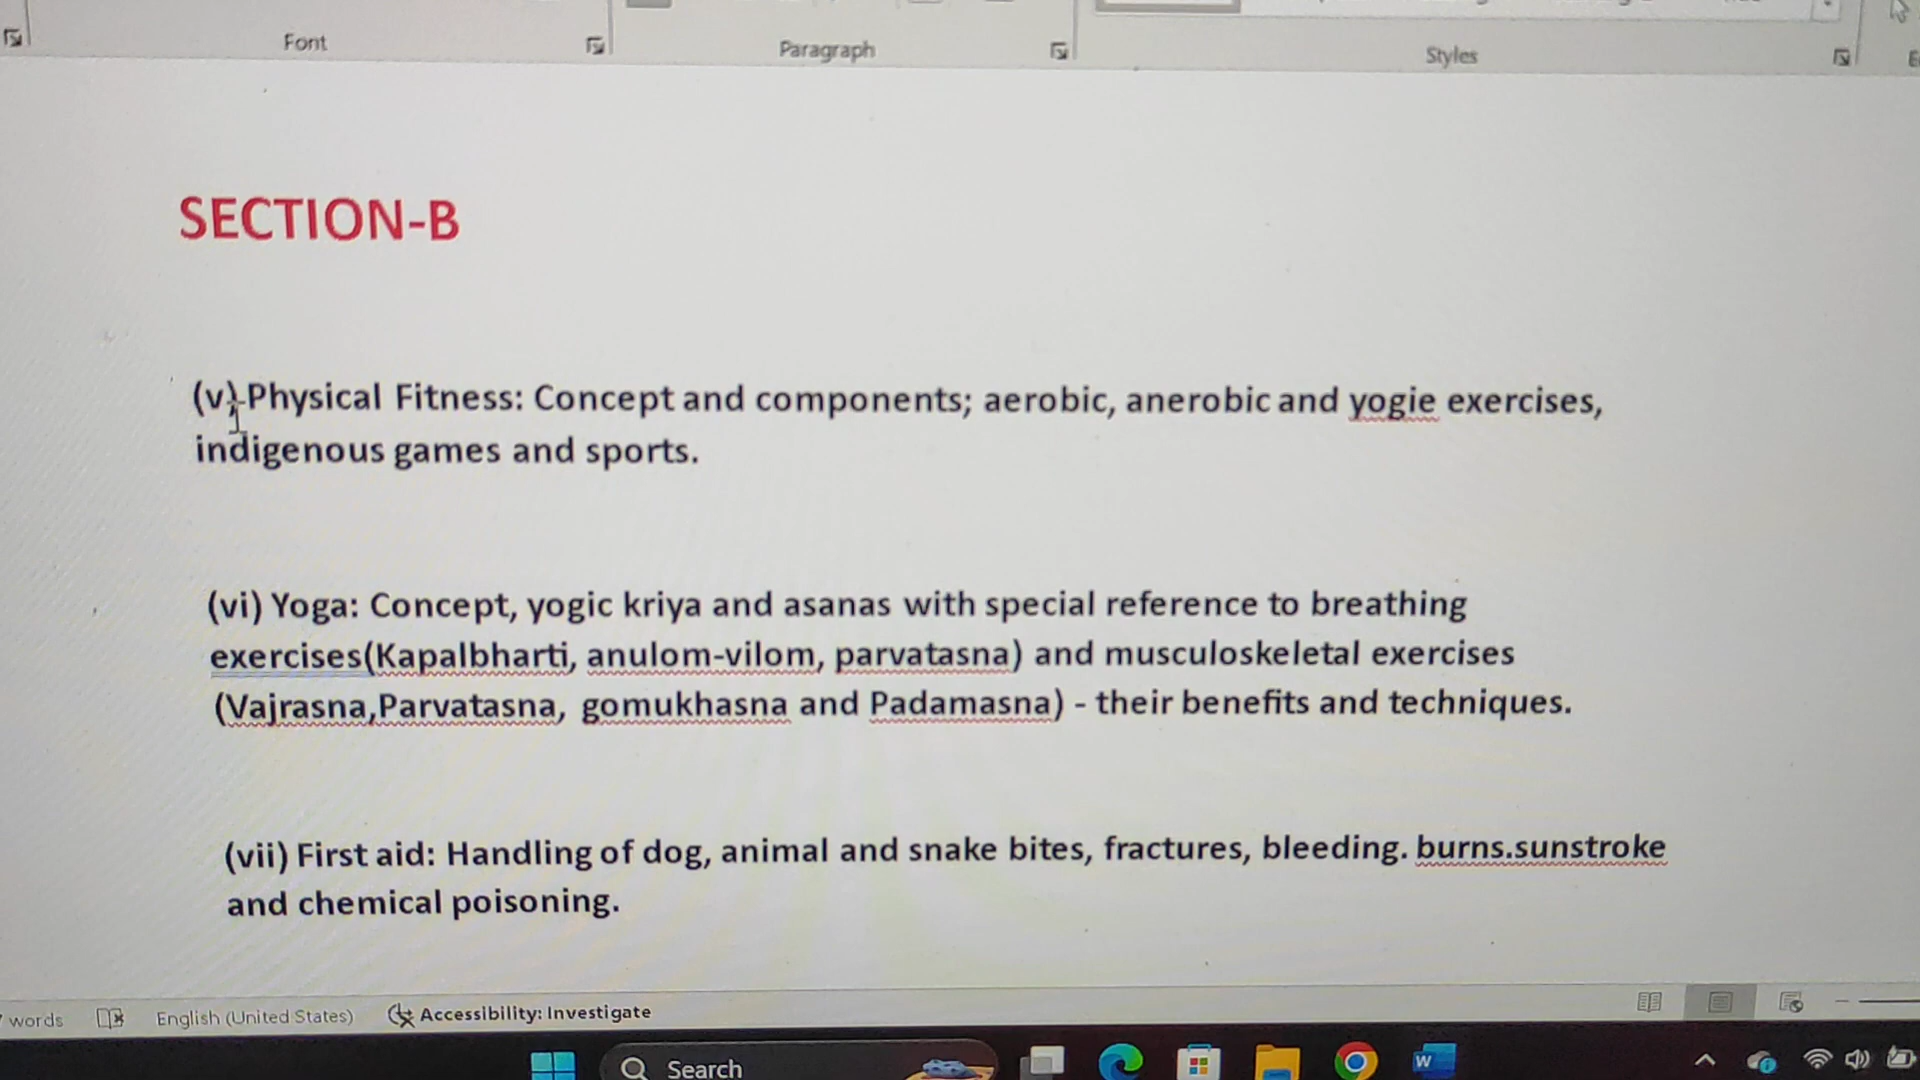 Font
Paragraph
Styles
SECTION-B
(v) Physical Fitness: Concept and components; aerobic, anerobic and yogie exercises,
indigenous games and sports.
(vi) Yoga: Concept, yogic kriya and asanas with special reference to breathing
exercises(Kapalbharti, anulom-vilom, parvatasna) and musculoskeletal exercises
(Vajrasna,Parvatasna, gomukhasna and Padamasna) - their benefits and techniques.
(vii) First aid: Handling of dog, animal and snake bites, fractures, bleeding. burns.sunstroke
and chemical poisoning.
words
English (United States)
Accessibility: Investigate
Search
W